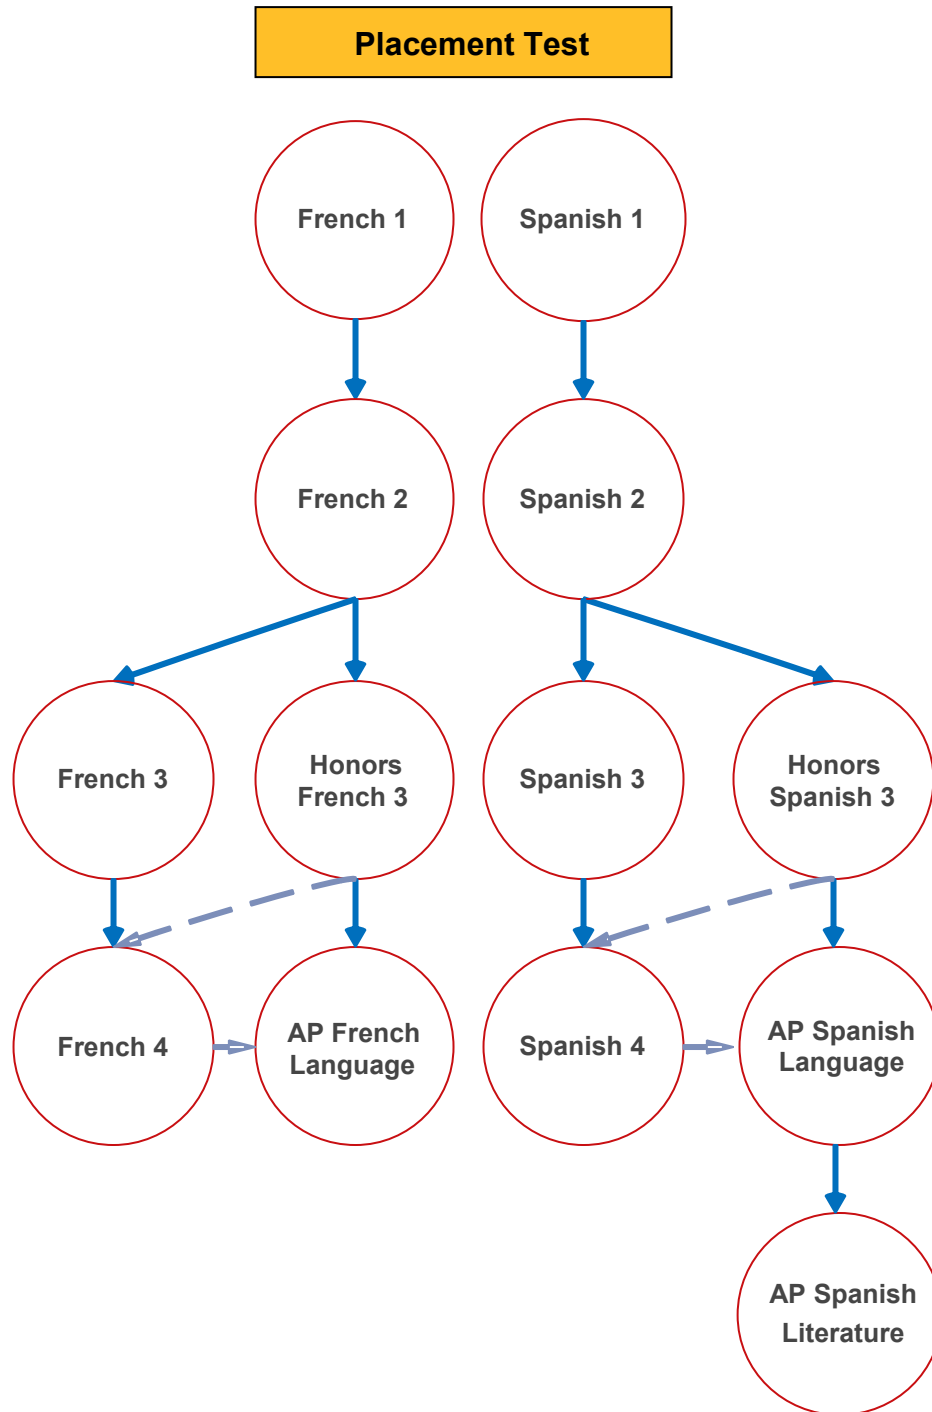 Placement Test
French 1
Spanish 1
French 2
Spanish 2
French 3
Honors
French 3
Spanish 3
Honors
Spanish 3
French 4
AP French
Language
Spanish 4
AP Spanish
Language
AP Spanish
Literature